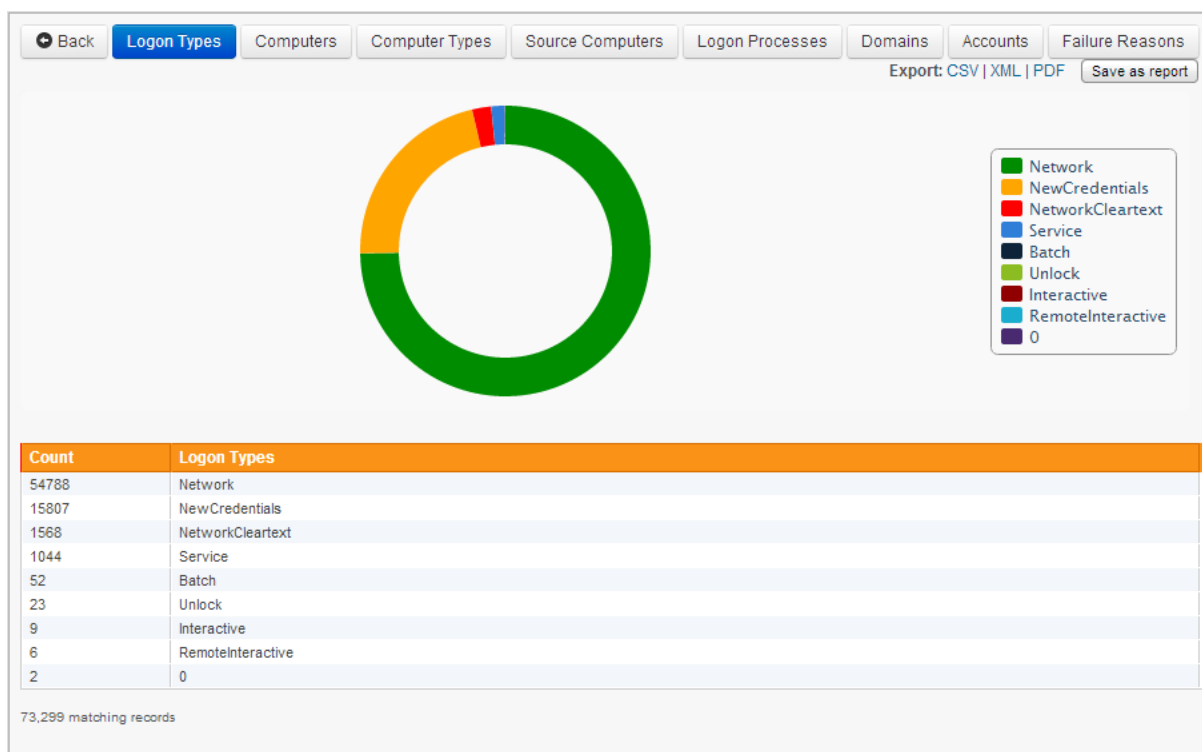 Back Logon Types Computers Computer Types Source Computers Logon Processes Domains Accounts Failure Reasons
Export: CSV | XML | PDF Save as report
Network
NewCredentials
NetworkCleartext
Service
Batch
Unlock
Interactive
RemoteInteractive
0
Count Logon Types
54788 Network
15807 NewCredentials
1568 NetworkCleartext
1044 Service
52 Batch
23 Unlock
9 Interactive
6 RemoteInteractive
2 0
73,299 matching records